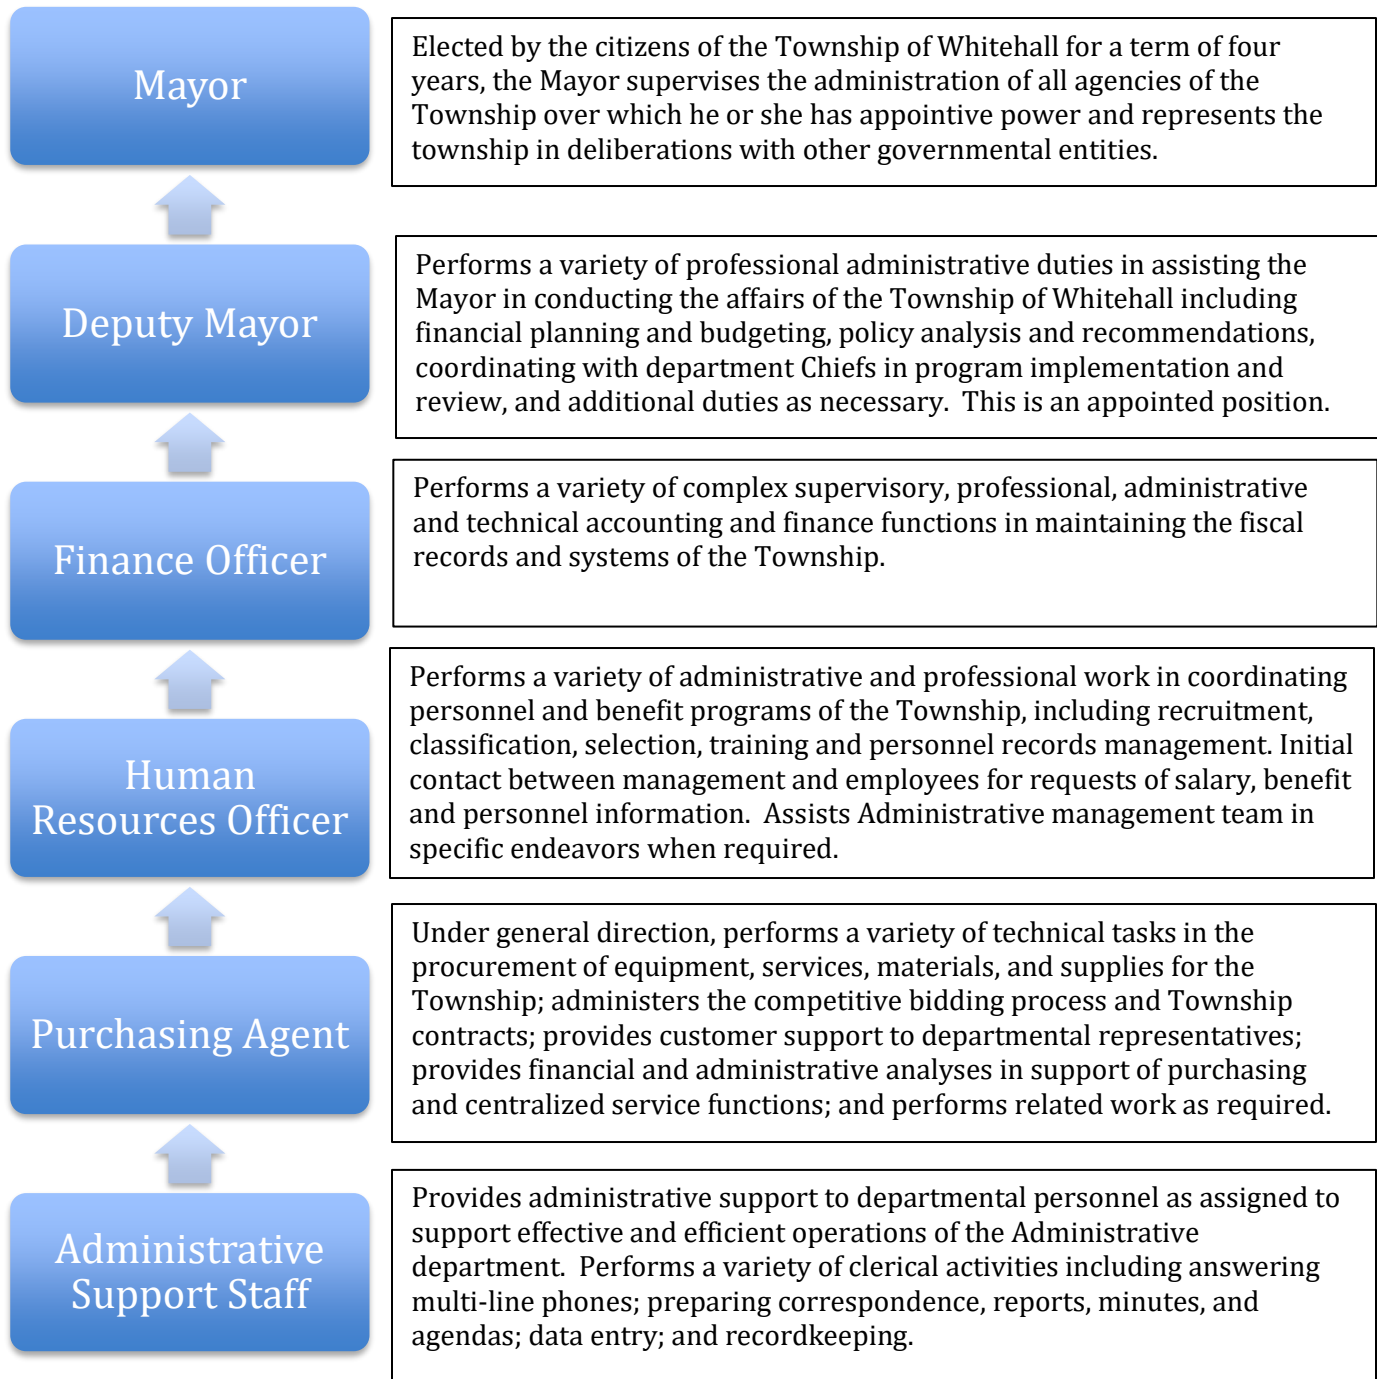 Mayor
Elected by the citizens of the Township of Whitehall for a term of four
years, the Mayor supervises the administration of all agencies of the
Township over which he or she has appointive power and represents the
township in deliberations with other governmental entities.
Deputy Mayor
Performs a variety of professional administrative duties in assisting the
Mayor in conducting the affairs of the Township of Whitehall including
financial planning and budgeting, policy analysis and recommendations,
coordinating with department Chiefs in program implementation and
review, and additional duties as necessary.  This is an appointed position.
Finance Officer
Performs a variety of complex supervisory, professional, administrative
and technical accounting and finance functions in maintaining the fiscal
records and systems of the Township.
Human
Resources Officer
Performs a variety of administrative and professional work in coordinating
personnel and benefit programs of the Township, including recruitment,
classification, selection, training and personnel records management. Initial
contact between management and employees for requests of salary, benefit
and personnel information.  Assists Administrative management team in
specific endeavors when required.
Purchasing Agent
Under general direction, performs a variety of technical tasks in the
procurement of equipment, services, materials, and supplies for the
Township; administers the competitive bidding process and Township
contracts; provides customer support to departmental representatives;
provides financial and administrative analyses in support of purchasing
and centralized service functions; and performs related work as required.
Administrative
Support Staff
Provides administrative support to departmental personnel as assigned to
support effective and efficient operations of the Administrative
department.  Performs a variety of clerical activities including answering
multi-line phones; preparing correspondence, reports, minutes, and
agendas; data entry; and recordkeeping.